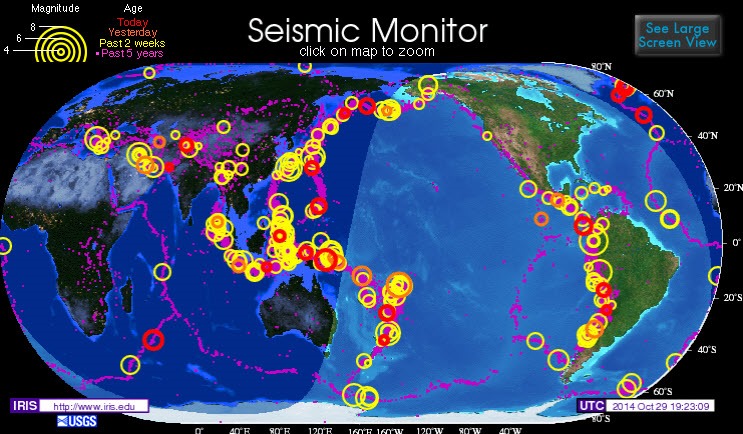 Magnitude
Age
Seismic Monitor
click on map to zoom
See Large
Screen View
8
6
4
Today
Yesterday
Past 2 weeks
Past 5 years
80°N
60°N
40°N
20°N
0°
20°S
40°S
60°S
80°S
IRIS http://www.iris.edu
USGS
UTC 2014 Oct 29 19:23:09
0° 40°E 80°E 120°E 160°E 160°W 120°W 80°W 40°W